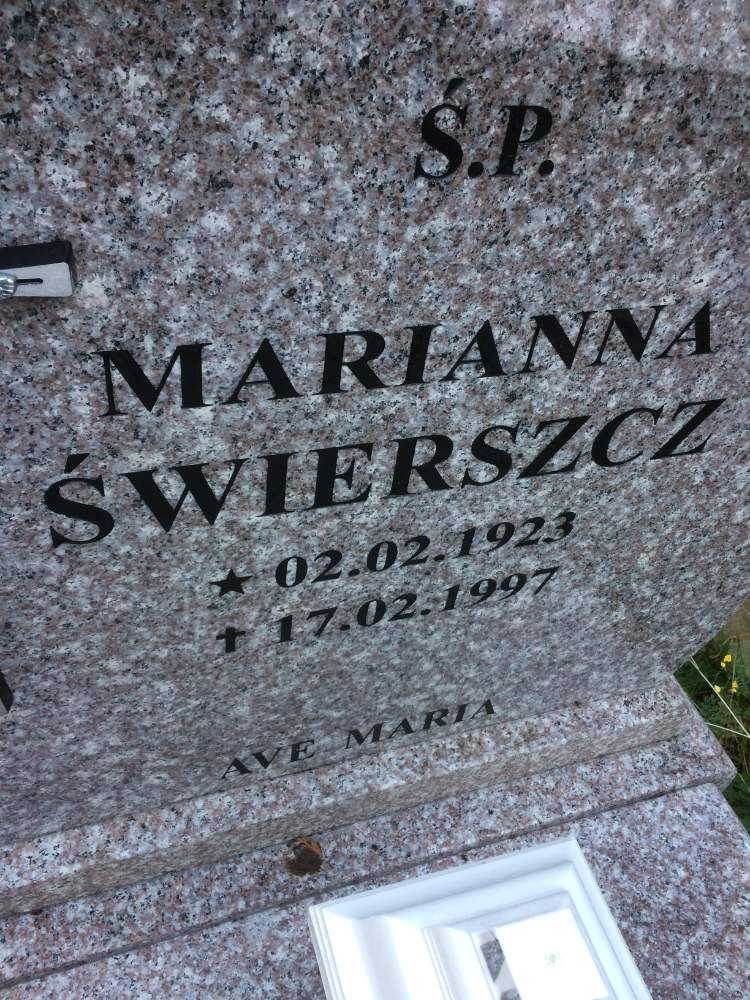 Ś.P.
MARIANNA
ŚWIERSZCZ
★ 02.02.1923
✝ 17.02.1997
AVE MARIA